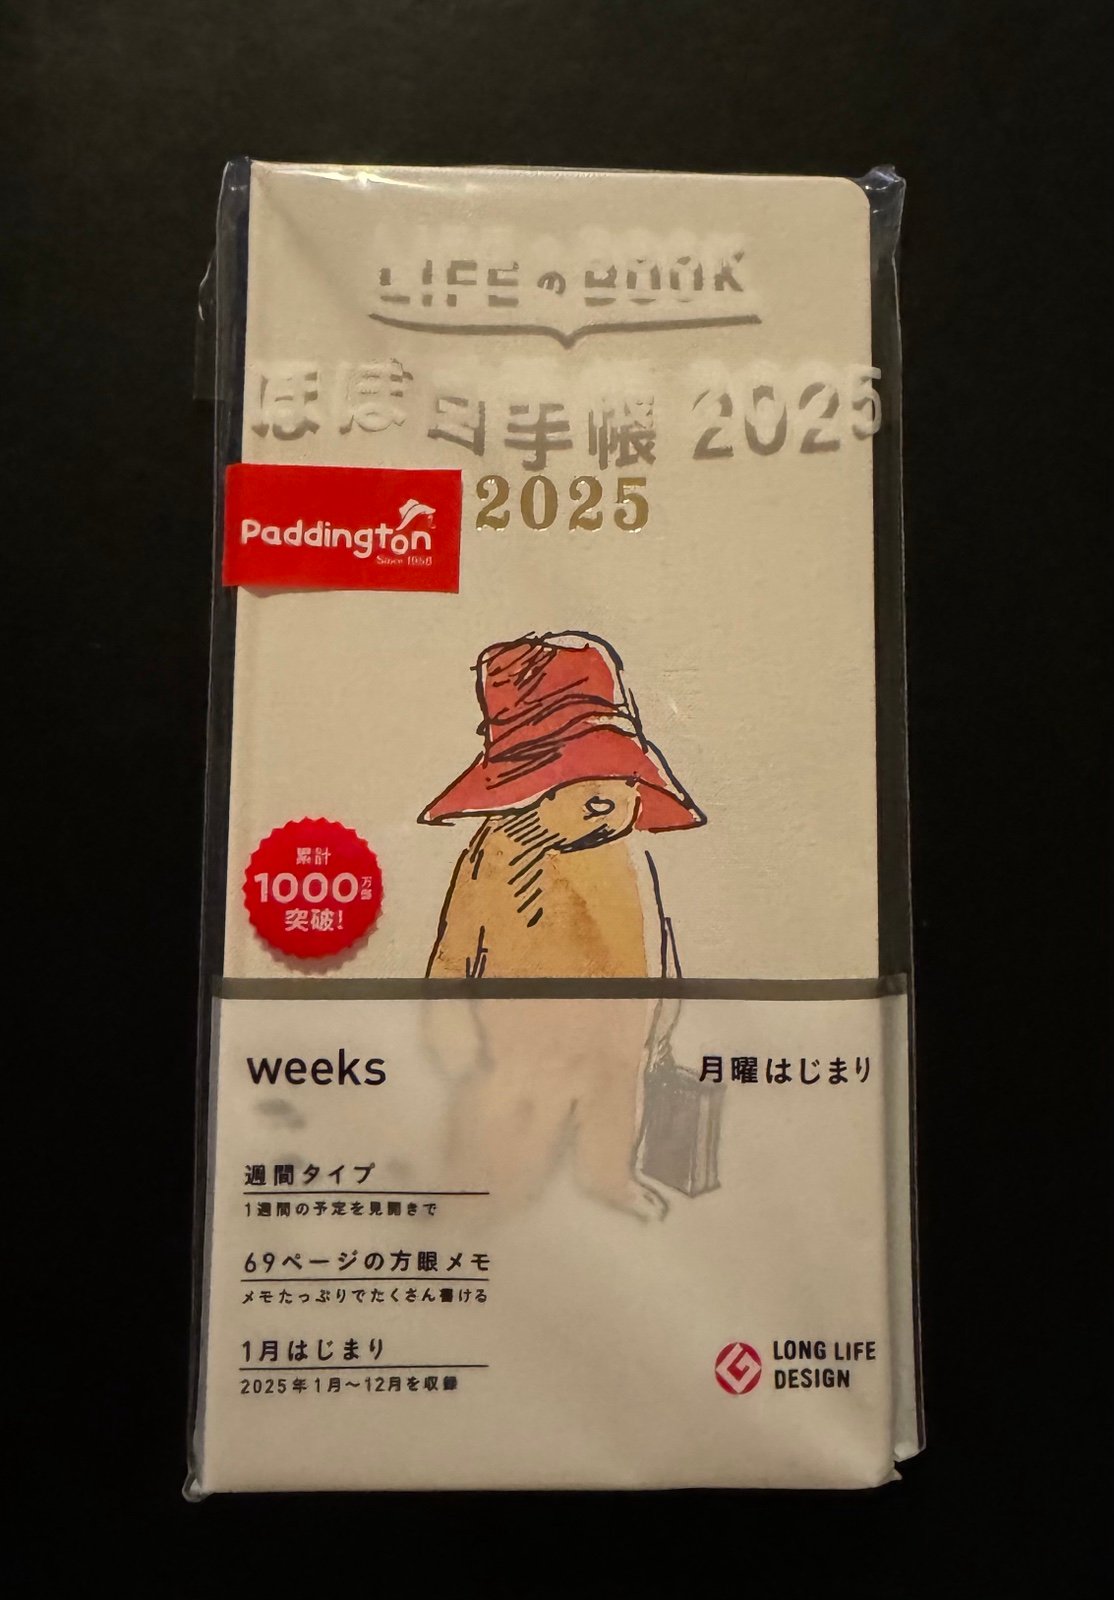 LIFEのBOOK
ほぼ日手帳 2025
2025
Paddington
Since 1958
累計
1000万部
突破!
weeks
月曜はじまり
週間タイプ
1週間の予定を見開きで
69ページの方眼メモ
メモたっぷりでたくさん書ける
1月はじまり
2025年1月〜12月を収録
LONG LIFE
DESIGN